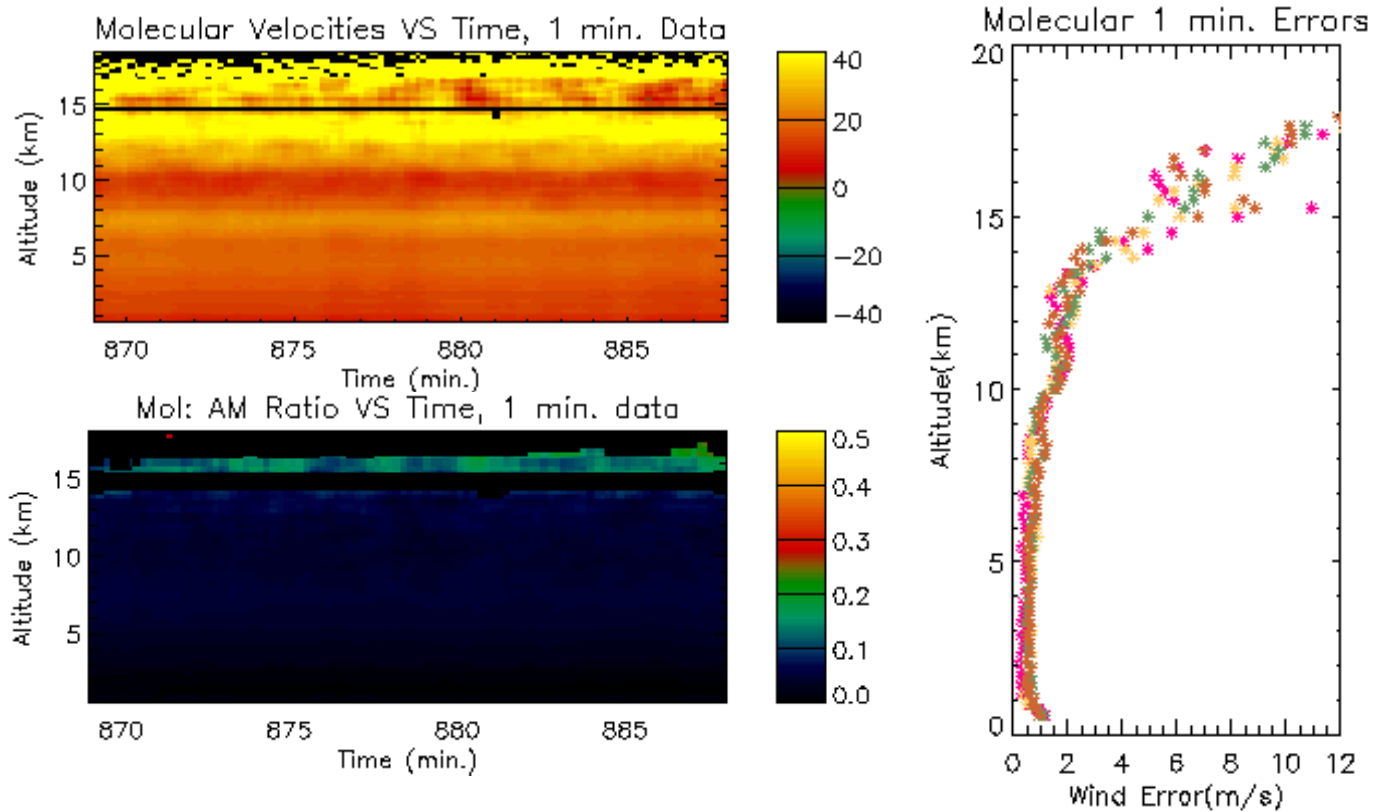 Molecular Velocities VS Time, 1 min. Data
15
10
5
Altitude (km)
870 875 880 885
Time (min.)
40
20
0
−20
−40
Mol: AM Ratio VS Time, 1 min. data
15
10
5
Altitude (km)
870 875 880 885
Time (min.)
0.5
0.4
0.3
0.2
0.1
0.0
Molecular 1 min. Errors
20
15
10
5
0
Altitude(km)
0 2 4 6 8 10 12
Wind Error(m/s)